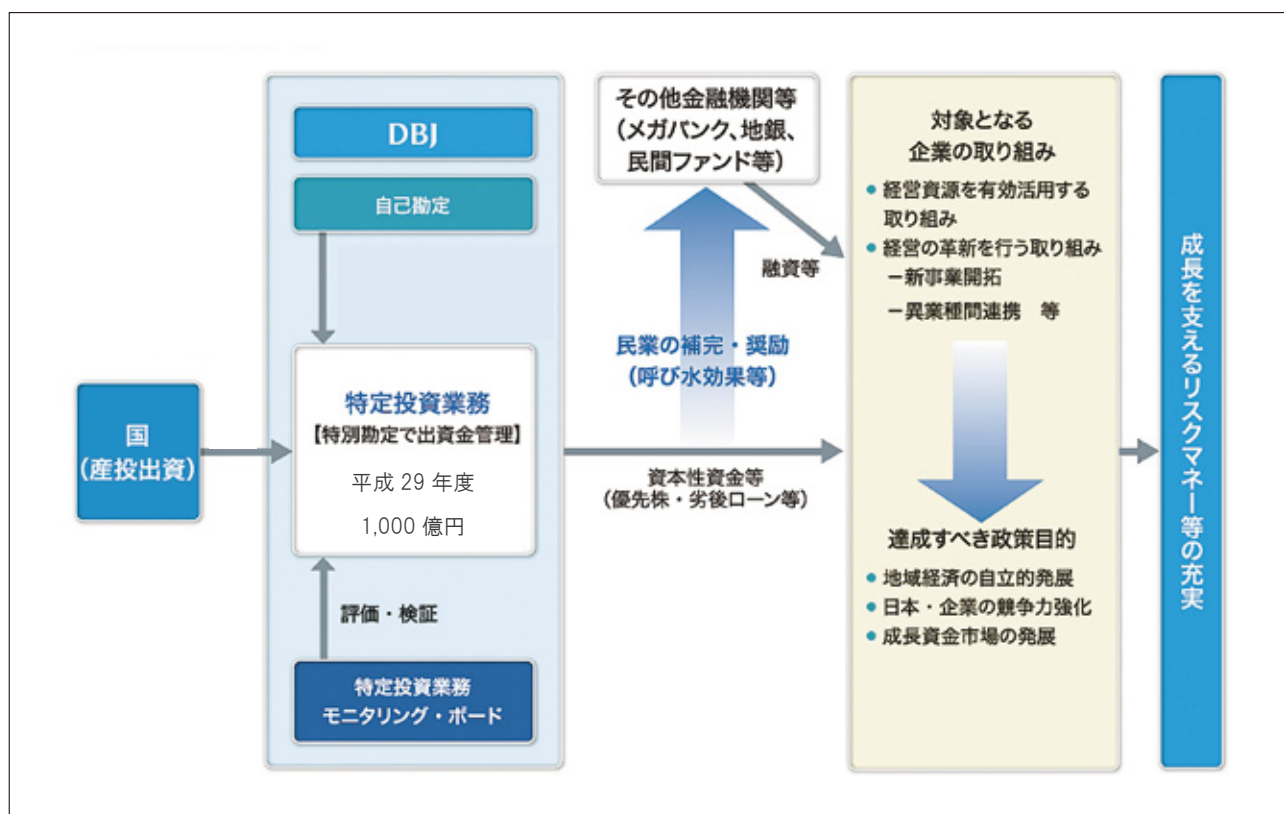 国
(産投出資)
DBJ
自己勘定
特定投資業務
【特別勘定で出資金管理】
平成 29 年度
1,000 億円
評価・検証
特定投資業務
モニタリング・ボード
その他金融機関等
(メガバンク、地銀、
民間ファンド等)
融資等
民業の補完・奨励
(呼び水効果等)
資本性資金等
(優先株・劣後ローン等)
対象となる
企業の取り組み
● 経営資源を有効活用する
取り組み
● 経営の革新を行う取り組み
－新事業開拓
－異業種間連携　等
達成すべき政策目的
● 地域経済の自立的発展
● 日本・企業の競争力強化
● 成長資金市場の発展
成長を支えるリスクマネー等の充実